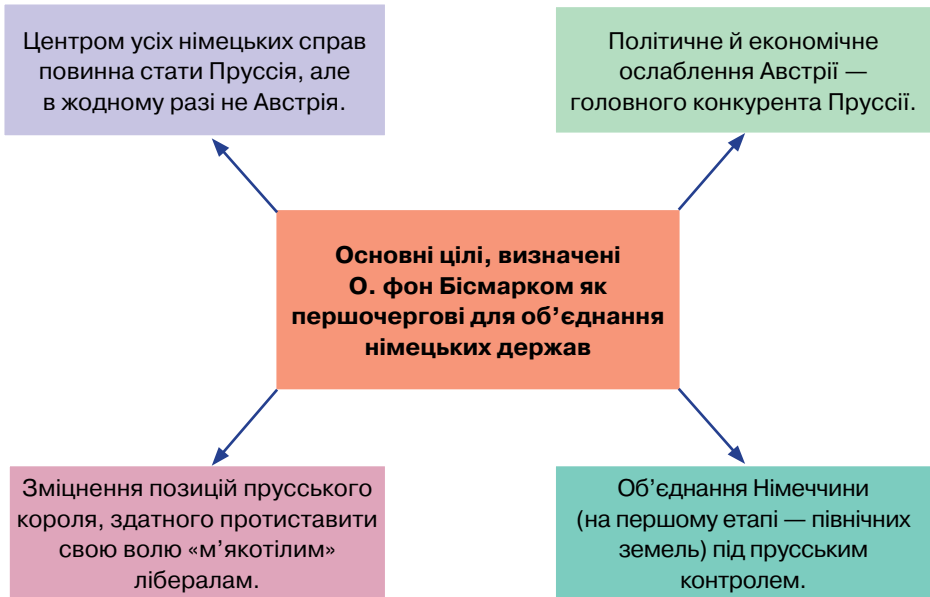 Центром усіх німецьких справ
повинна стати Пруссія, але
в жодному разі не Австрія.
Політичне й економічне
ослаблення Австрії —
головного конкурента Пруссії.
Основні цілі, визначені
О. фон Бісмарком як
першочергові для об’єднання
німецьких держав
Зміцнення позицій прусського
короля, здатного протиставити
свою волю «м’якотілим»
лібералам.
Об’єднання Німеччини
(на першому етапі — північних
земель) під прусським
контролем.